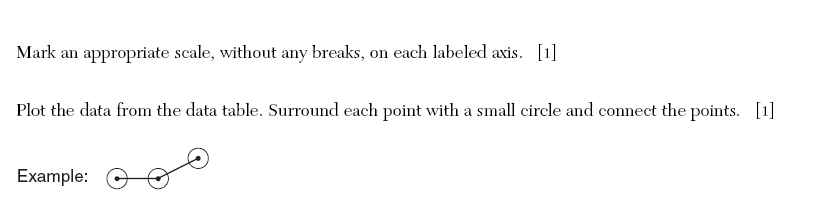 Mark an appropriate scale, without any breaks, on each labeled axis. [1]
Plot the data from the data table. Surround each point with a small circle and connect the points. [1]
Example: